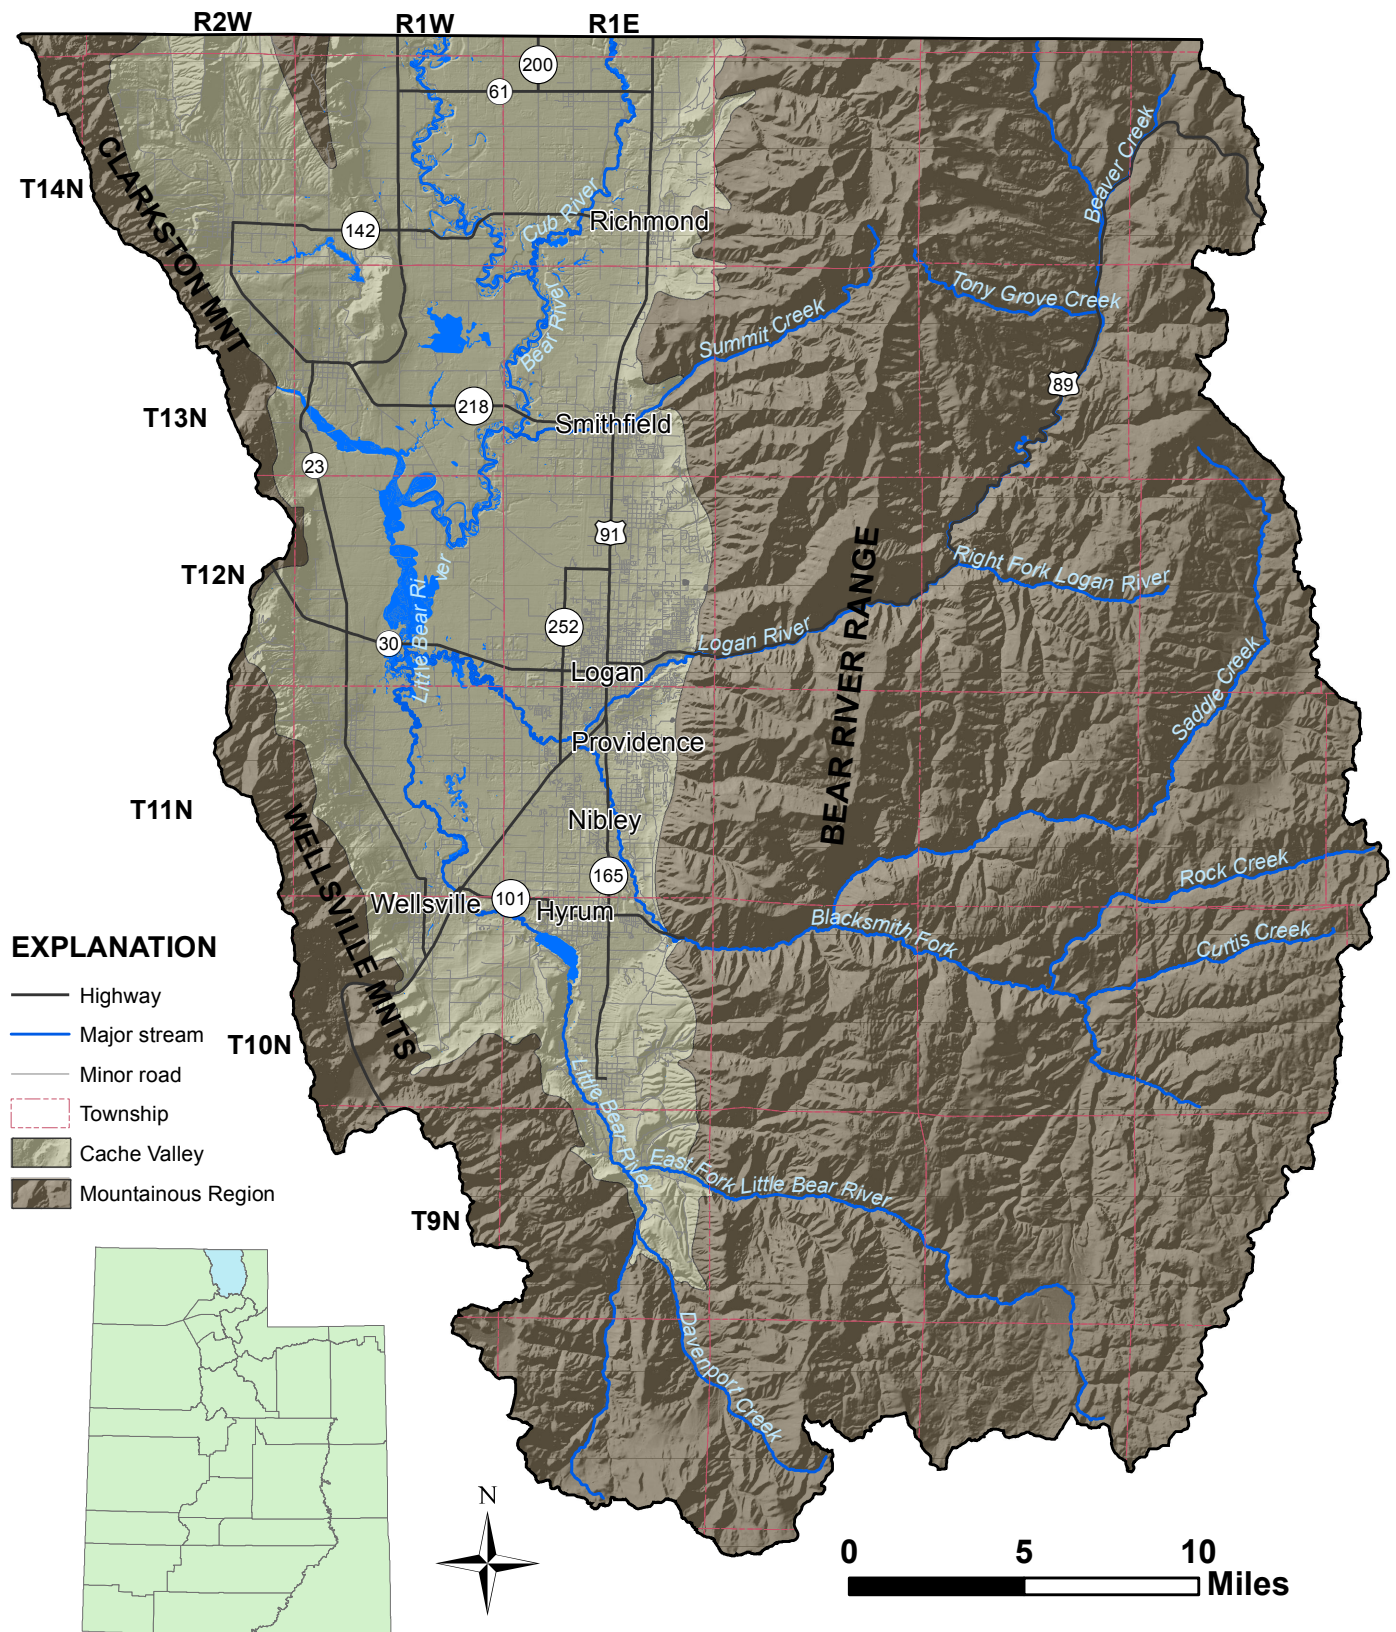 R2W R1W R1E
200
61
T14N
CLARKSTON MNT
Beaver Creek
Cub River
Richmond
142
Tony Grove Creek
Summit Creek
Bear River
89
T13N
218
Smithfield
23
91
T12N
Right Fork Logan River
Little Bear River
252
30
Logan River
Logan
BEAR RIVER RANGE
Saddle Creek
Providence
T11N
WELLSVILLE MNTS
Nibley
165
Rock Creek
Wellsville
101
Hyrum
Blacksmith Fork
Curtis Creek
EXPLANATION
Highway
Major stream
Minor road
Township
Cache Valley
Mountainous Region
T10N
Little Bear River
East Fork Little Bear River
T9N
Davenport Creek
N
0 5 10
Miles